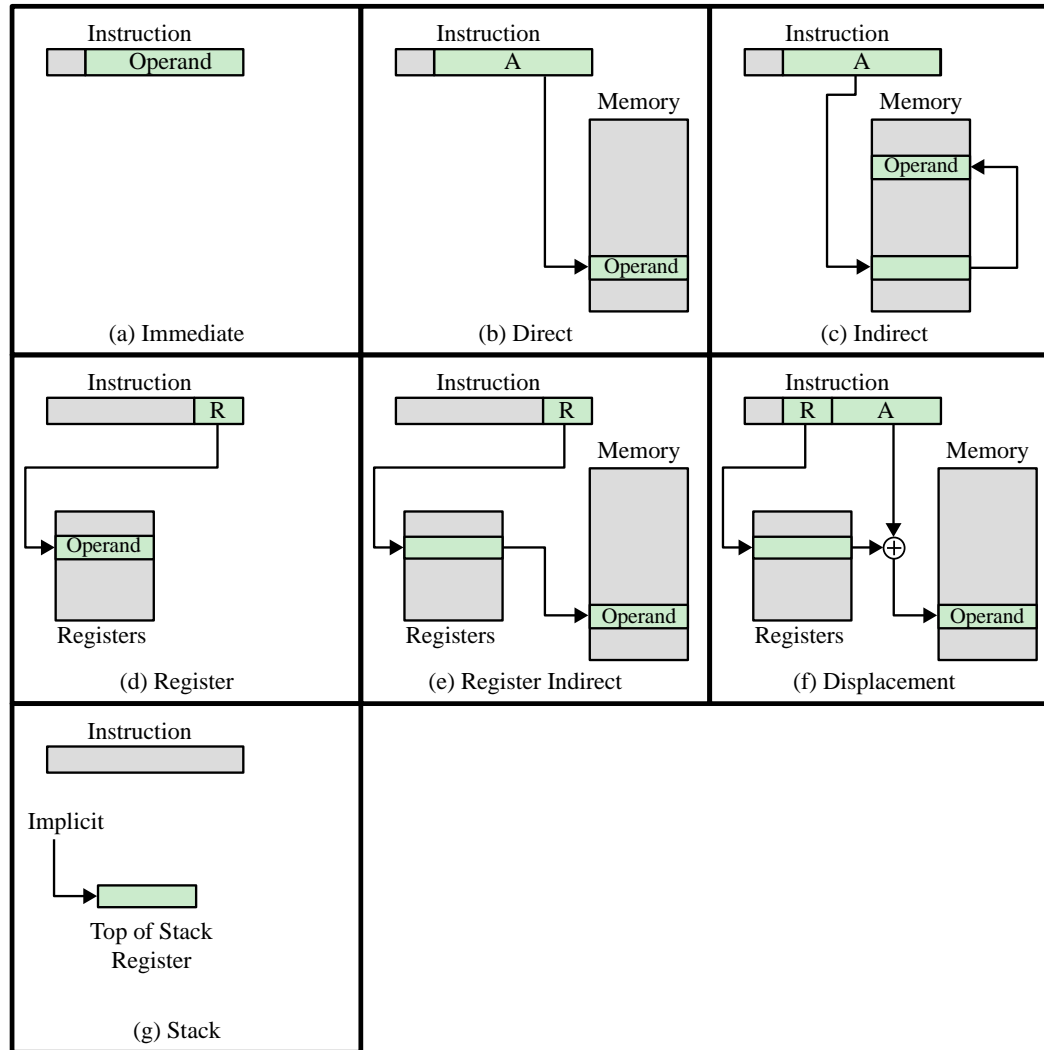 Instruction
Operand
(a) Immediate
Instruction
A
Memory
Operand
(b) Direct
Instruction
A
Memory
Operand
(c) Indirect
Instruction
R
Operand
Registers
(d) Register
Instruction
R
Memory
Operand
Registers
(e) Register Indirect
Instruction
R A
Memory
Operand
Registers
(f) Displacement
Instruction
Implicit
Top of Stack
Register
(g) Stack